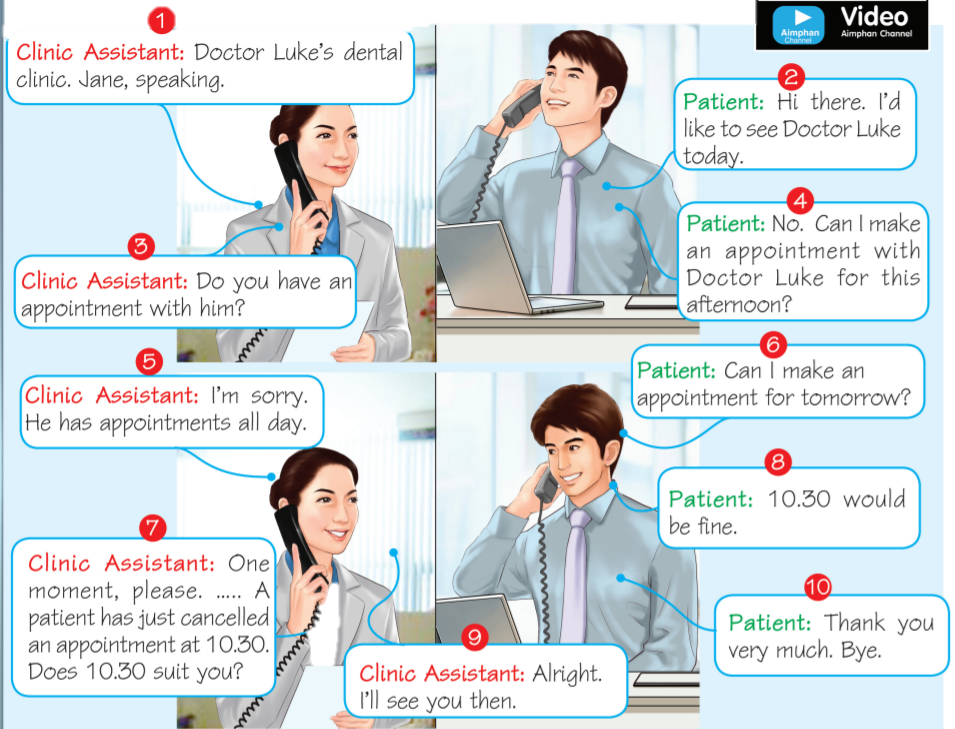 Aimphan
Channel
Video
Aimphan Channel
1
Clinic Assistant: Doctor Luke's dental
clinic. Jane, speaking.
2
Patient: Hi there. I'd
like to see Doctor Luke
today.
3
Clinic Assistant: Do you have an
appointment with him?
4
Patient: No. Can I make
an appointment with
Doctor Luke for this
afternoon?
5
Clinic Assistant: I'm sorry.
He has appointments all day.
6
Patient: Can I make an
appointment for tomorrow?
7
Clinic Assistant: One
moment, please. ..... A
patient has just cancelled
an appointment at 10.30.
Does 10.30 suit you?
8
Patient: 10.30 would
be fine.
9
Clinic Assistant: Alright.
I'll see you then.
10
Patient: Thank you
very much. Bye.